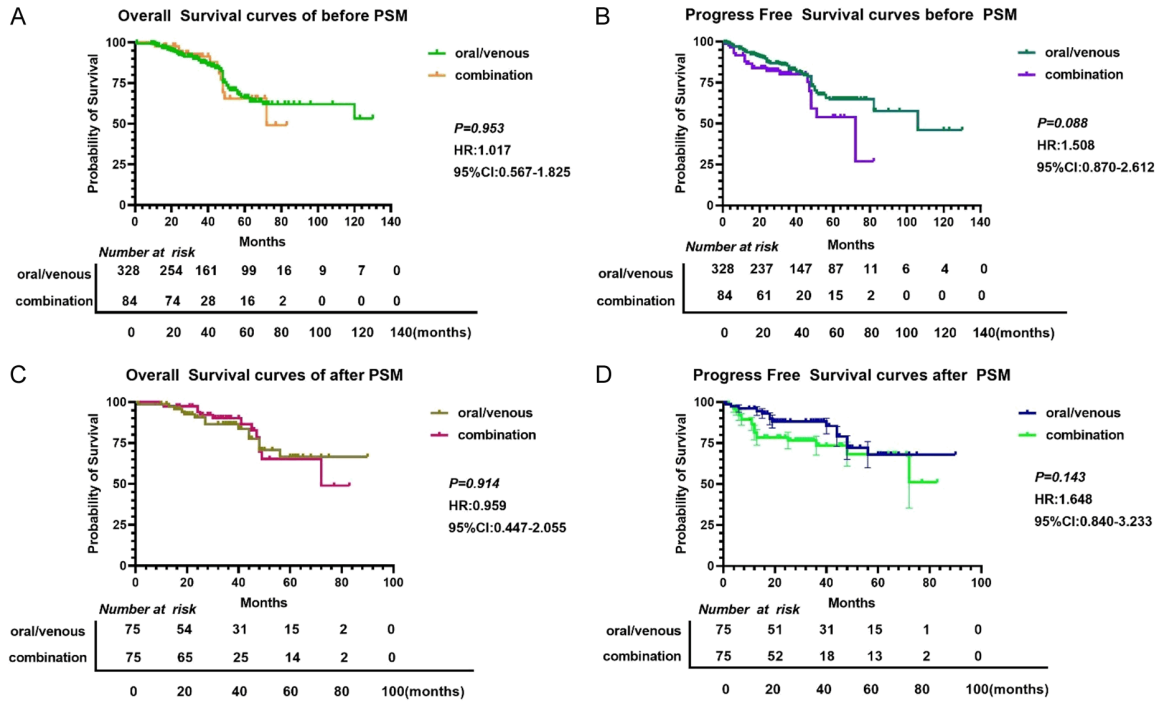 A
Overall Survival curves of before PSM
Probability of Survival
100
75
50
25
0
0 20 40 60 80 100 120 140
Months
oral/venous
combination
P=0.953
HR:1.017
95%CI:0.567-1.825
Number at risk
oral/venous 328 254 161 99 16 9 7 0
combination 84 74 28 16 2 0 0 0
0 20 40 60 80 100 120 140(months)
B
Progress Free Survival curves before PSM
Probability of Survival
100
75
50
25
0
0 20 40 60 80 100 120 140
Months
oral/venous
combination
P=0.088
HR:1.508
95%CI:0.870-2.612
Number at risk
oral/venous 328 237 147 87 11 6 4 0
combination 84 61 20 15 2 0 0 0
0 20 40 60 80 100 120 140(months)
C
Overall Survival curves of after PSM
Probability of Survival
100
75
50
25
0
0 20 40 60 80 100
Months
oral/venous
combination
P=0.914
HR:0.959
95%CI:0.447-2.055
Number at risk
oral/venous 75 54 31 15 2 0
combination 75 65 25 14 2 0
0 20 40 60 80 100(months)
D
Progress Free Survival curves after PSM
Probability of Survival
100
75
50
25
0
0 20 40 60 80 100
Months
oral/venous
combination
P=0.143
HR:1.648
95%CI:0.840-3.233
Number at risk
oral/venous 75 51 31 15 1 0
combination 75 52 18 13 2 0
0 20 40 60 80 100(months)